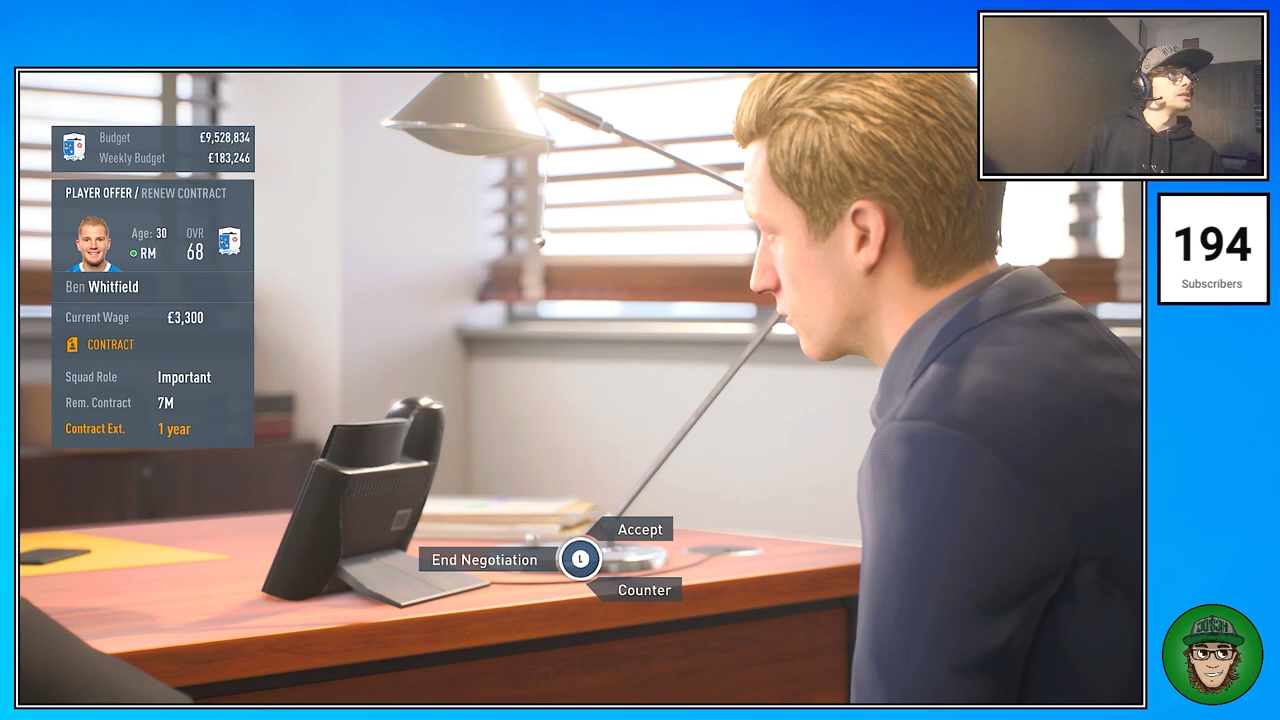 Budget £9,528,834
Weekly Budget £183,246
PLAYER OFFER / RENEW CONTRACT
Age: 30 OVR
RM 68
Ben Whitfield
Current Wage £3,300
CONTRACT
Squad Role Important
Rem. Contract 7M
Contract Ext. 1 year
Accept
End Negotiation L
Counter
194
Subscribers